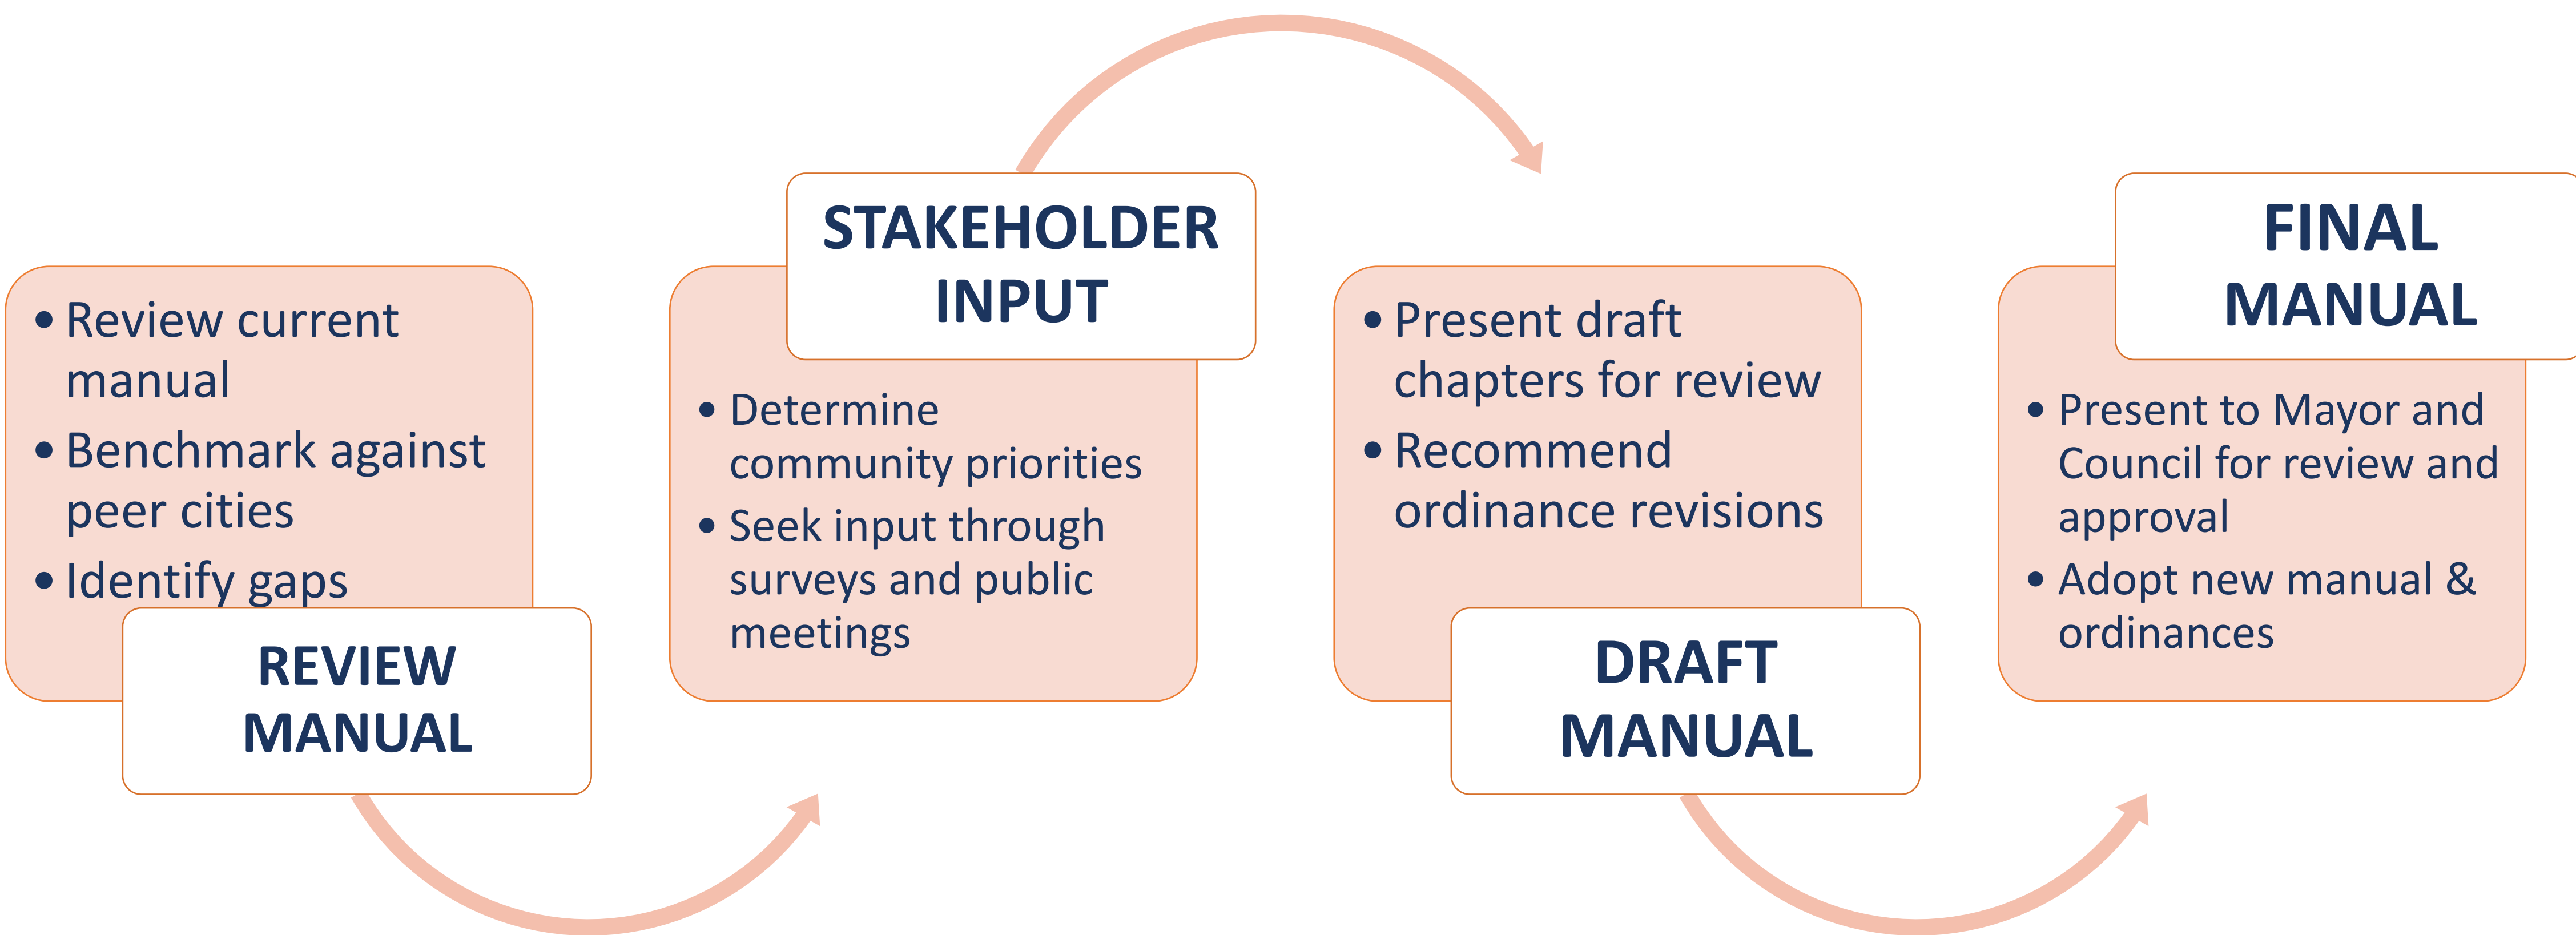 • Review current
manual
• Benchmark against
peer cities
• Identify gaps
REVIEW
MANUAL
STAKEHOLDER
INPUT
• Determine
community priorities
• Seek input through
surveys and public
meetings
• Present draft
chapters for review
• Recommend
ordinance revisions
DRAFT
MANUAL
FINAL
MANUAL
• Present to Mayor and
Council for review and
approval
• Adopt new manual &
ordinances